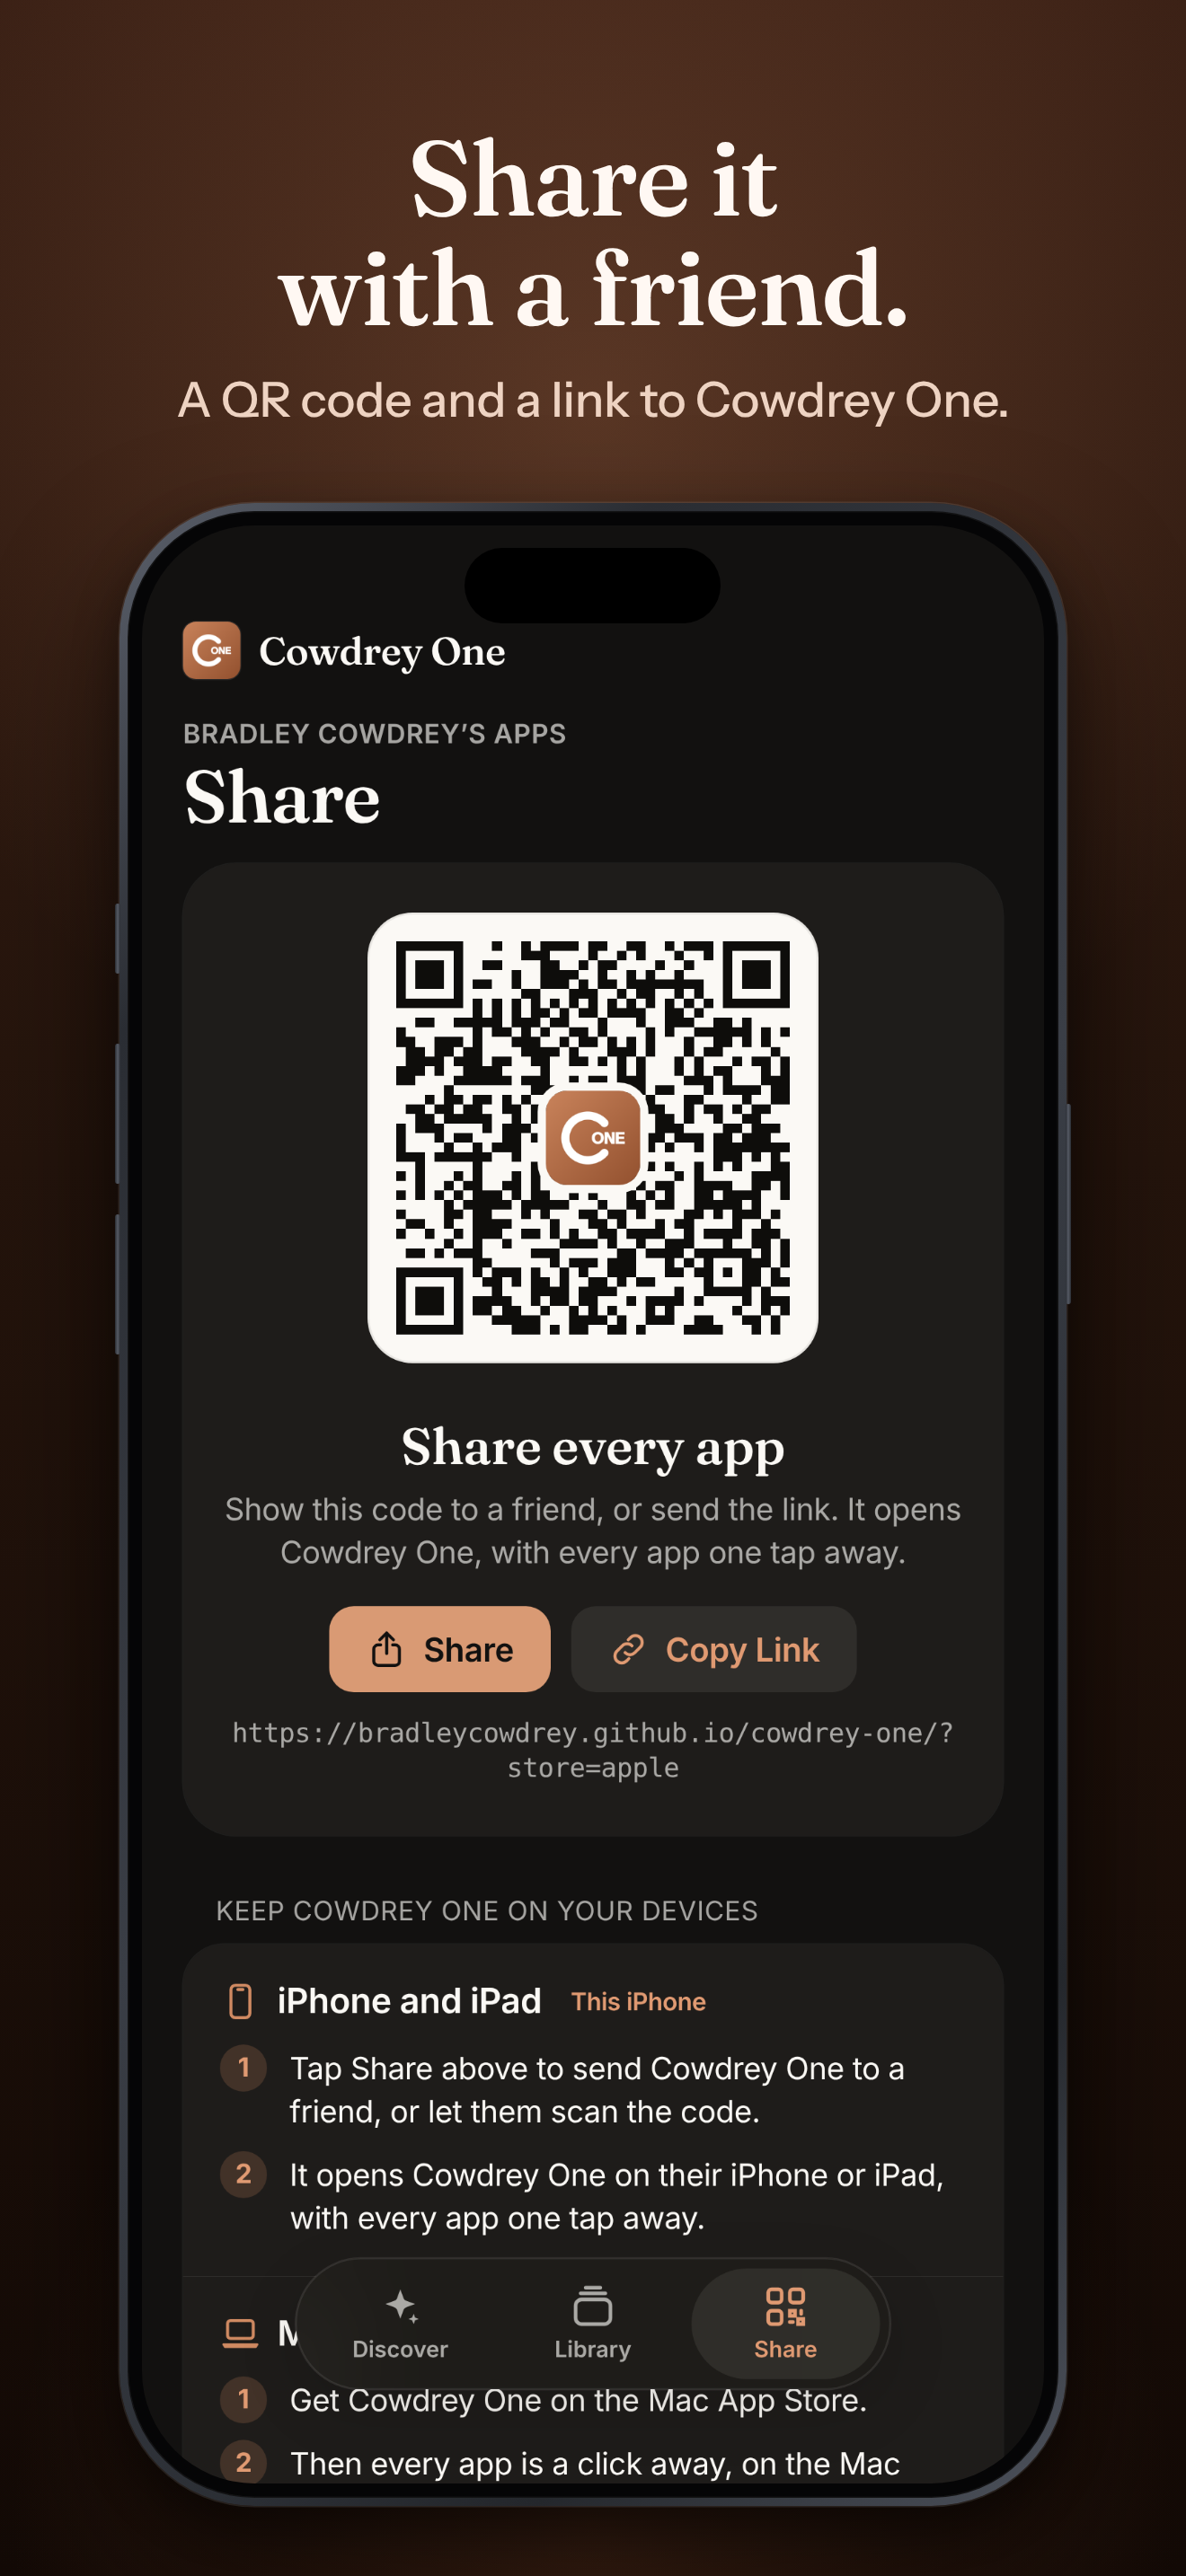 Share it
with a friend.
A QR code and a link to Cowdrey One.
C ONE
Cowdrey One
BRADLEY COWDREY’S APPS
Share
C ONE
Share every app
Show this code to a friend, or send the link. It opens
Cowdrey One, with every app one tap away.
Share
Copy Link
https://bradleycowdrey.github.io/cowdrey-one/?
store=apple
KEEP COWDREY ONE ON YOUR DEVICES
iPhone and iPad This iPhone
1 Tap Share above to send Cowdrey One to a
friend, or let them scan the code.
2 It opens Cowdrey One on their iPhone or iPad,
with every app one tap away.
Discover
Library
Share
1 Get Cowdrey One on the Mac App Store.
2 Then every app is a click away, on the Mac